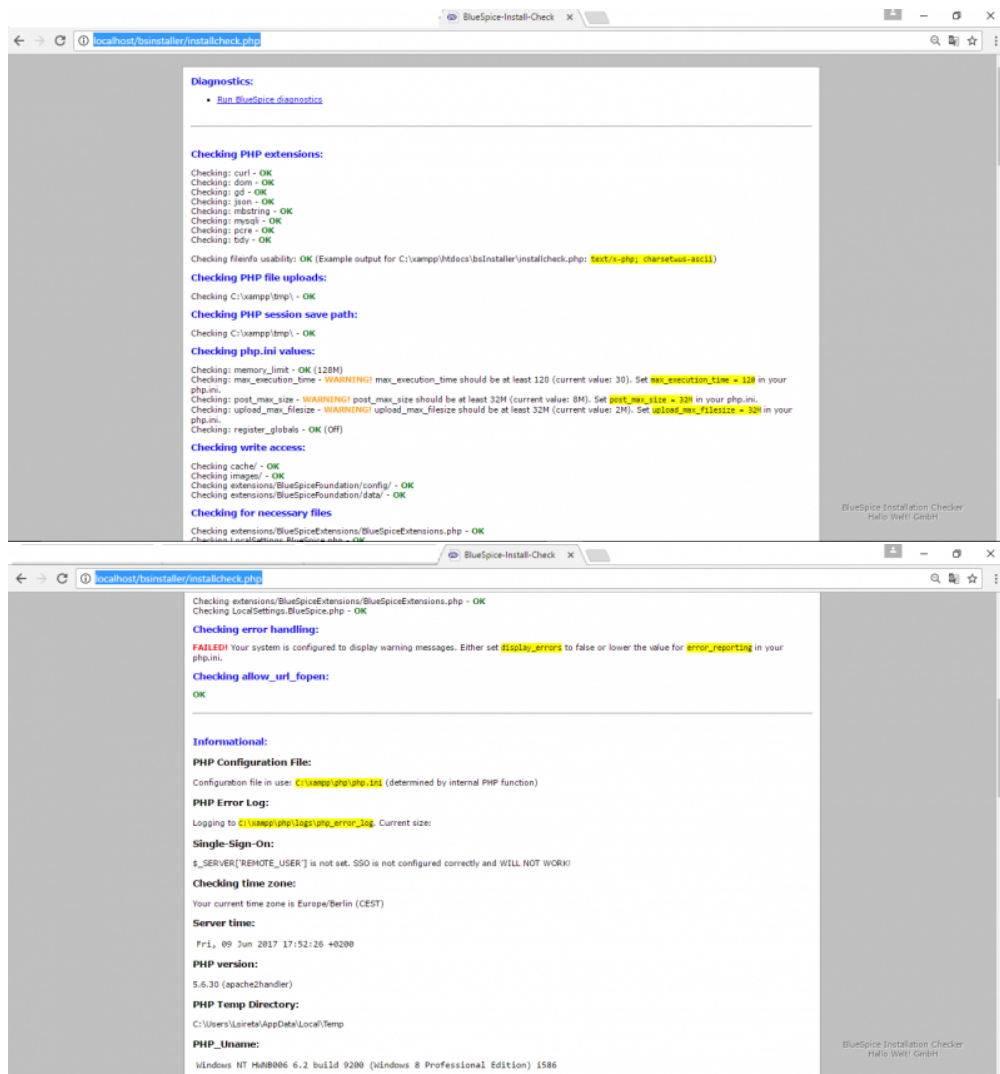 BlueSpice-Install-Check
localhost/bsinstaller/installcheck.php
Diagnostics:
Run BlueSpice diagnostics
Checking PHP extensions:
Checking: curl - OK
Checking: dom - OK
Checking: gd - OK
Checking: json - OK
Checking: mbstring - OK
Checking: mysqli - OK
Checking: pcre - OK
Checking: tidy - OK
Checking fileinfo usability: OK (Example output for C:\xampp\htdocs\bsInstaller\installcheck.php: text/x-php; charset=us-ascii)
Checking PHP file uploads:
Checking C:\xampp\tmp\ - OK
Checking PHP session save path:
Checking C:\xampp\tmp\ - OK
Checking php.ini values:
Checking: memory_limit - OK (128M)
Checking: max_execution_time - WARNING! max_execution_time should be at least 120 (current value: 30). Set max_execution_time = 120 in your
php.ini.
Checking: post_max_size - WARNING! post_max_size should be at least 32M (current value: 8M). Set post_max_size = 32M in your php.ini.
Checking: upload_max_filesize - WARNING! upload_max_filesize should be at least 32M (current value: 2M). Set upload_max_filesize = 32M in your
php.ini.
Checking: register_globals - OK (Off)
Checking write access:
Checking cache/ - OK
Checking images/ - OK
Checking extensions/BlueSpiceFoundation/config/ - OK
Checking extensions/BlueSpiceFoundation/data/ - OK
Checking for necessary files
Checking extensions/BlueSpiceExtensions/BlueSpiceExtensions.php - OK
Checking LocalSettings.BlueSpice.php - OK
BlueSpice Installation Checker
Hallo Welt! GmbH
BlueSpice-Install-Check
localhost/bsinstaller/installcheck.php
Checking extensions/BlueSpiceExtensions/BlueSpiceExtensions.php - OK
Checking LocalSettings.BlueSpice.php - OK
Checking error handling:
FAILED! Your system is configured to display warning messages. Either set display_errors to false or lower the value for error_reporting in your
php.ini.
Checking allow_url_fopen:
OK
Informational:
PHP Configuration File:
Configuration file in use: C:\xampp\php\php.ini (determined by internal PHP function)
PHP Error Log:
Logging to C:\xampp\php\logs\php_error_log. Current size:
Single-Sign-On:
$_SERVER['REMOTE_USER'] is not set. SSO is not configured correctly and WILL NOT WORK!
Checking time zone:
Your current time zone is Europe/Berlin (CEST)
Server time:
Fri, 09 Jun 2017 17:52:26 +0200
PHP version:
5.6.30 (apache2handler)
PHP Temp Directory:
C:\Users\Lsireta\AppData\Local\Temp
PHP_Uname:
Windows NT HWNB006 6.2 build 9200 (Windows 8 Professional Edition) i586
BlueSpice Installation Checker
Hallo Welt! GmbH